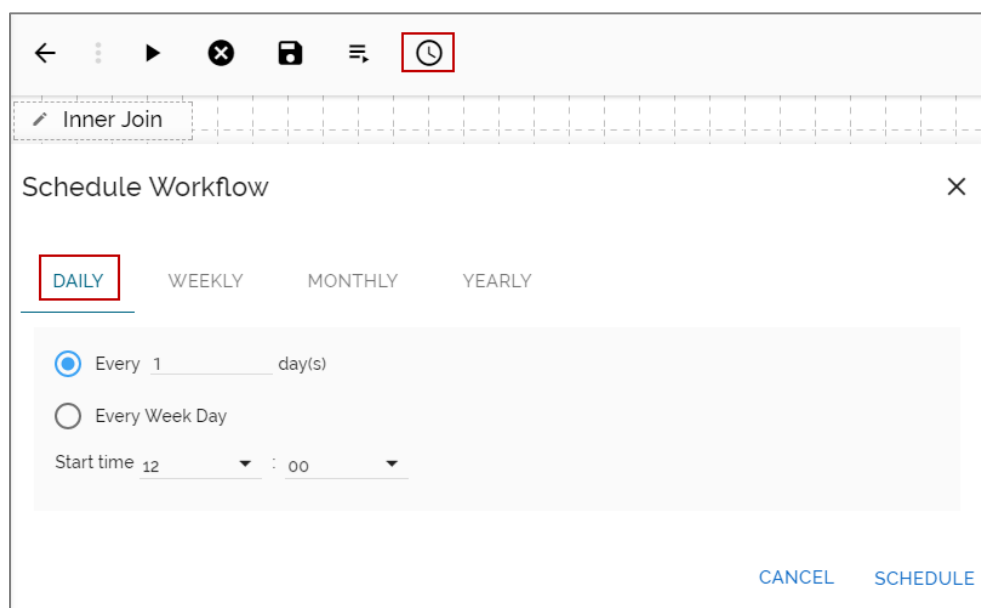 Inner Join
Schedule Workflow
DAILY WEEKLY MONTHLY YEARLY
Every 1 day(s)
Every Week Day
Start time 12 : 00
CANCEL SCHEDULE